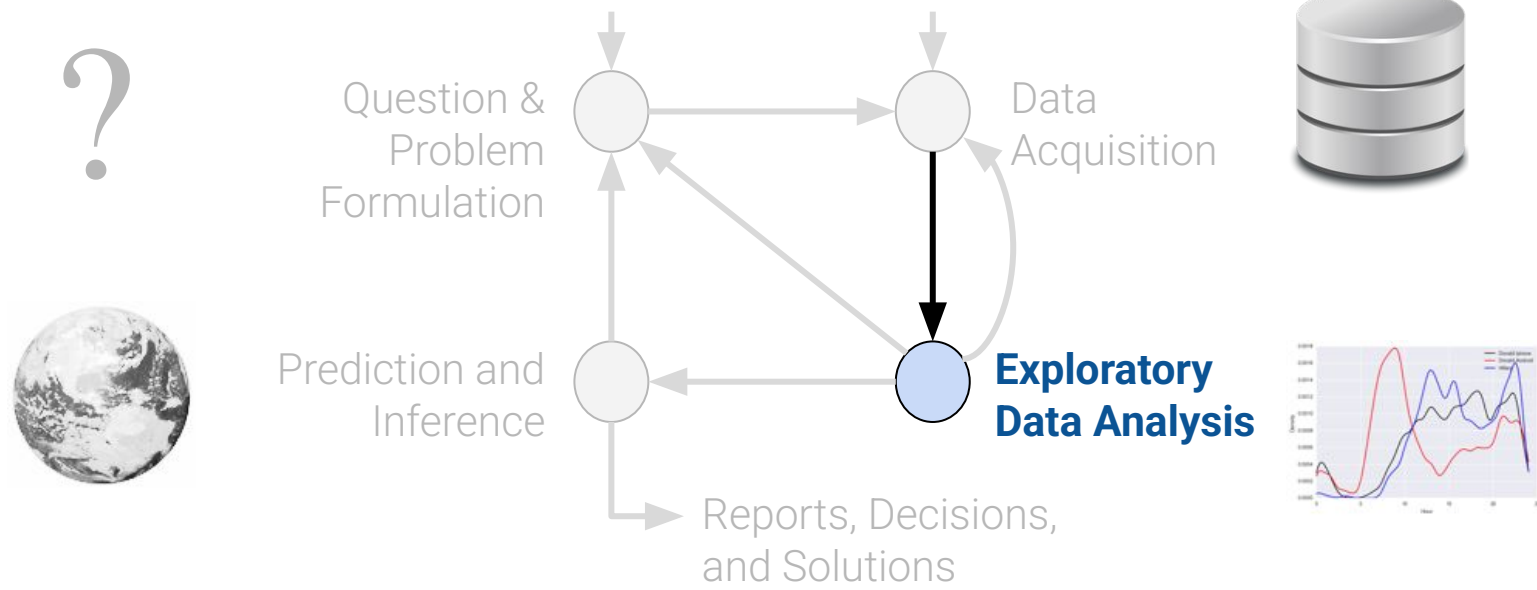 ?
Question &
Problem
Formulation
Data
Acquisition
Prediction and
Inference
Exploratory
Data Analysis
Reports, Decisions,
and Solutions